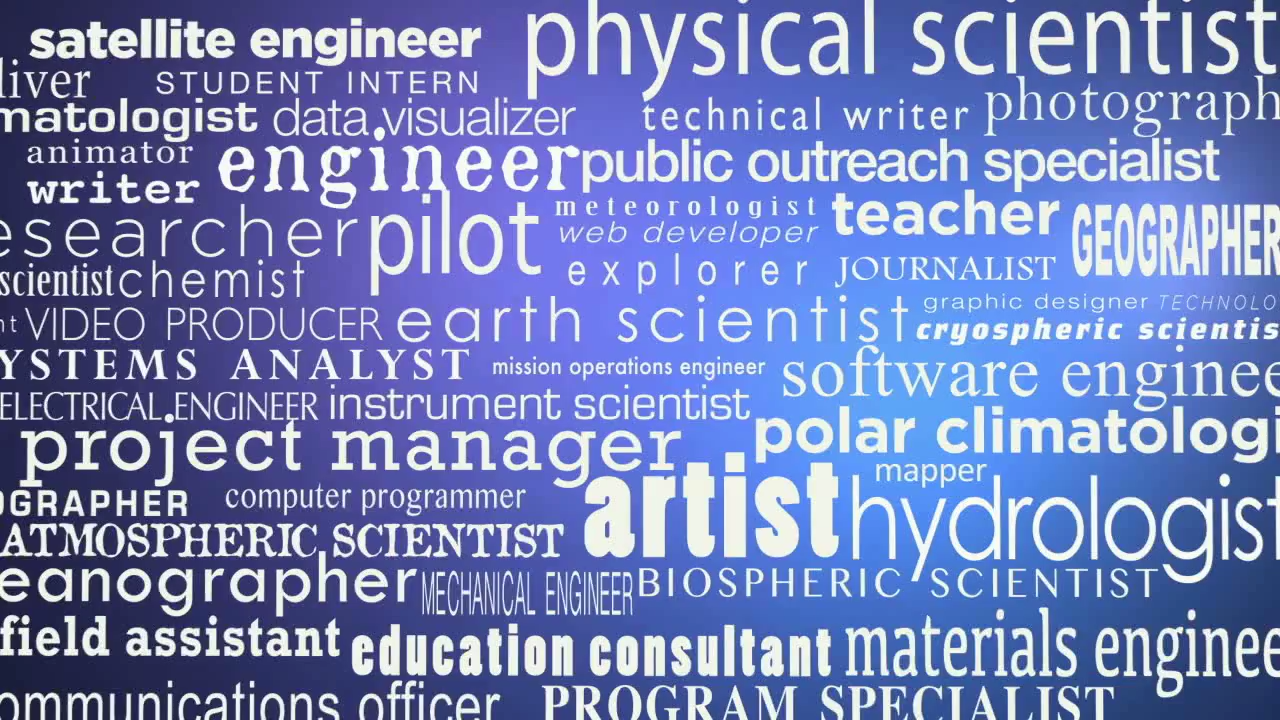 satellite engineer physical scientist
liver STUDENT INTERN
matologist data visualizer technical writer photograph
animator engineer public outreach specialist
writer
esearcher pilot meteorologist teacher GEOGRAPHER
web developer
scientist chemist explorer JOURNALIST
nt VIDEO PRODUCER earth scientist graphic designer TECHNOLO
cryospheric scientis
YSTEMS ANALYST mission operations engineer software enginee
ELECTRICAL ENGINEER instrument scientist
project manager polar climatologi
mapper
OGRAPHER computer programmer artist hydrologist
ATMOSPHERIC SCIENTIST
eanographer MECHANICAL ENGINEER BIOSPHERIC SCIENTIST
field assistant education consultant materials enginee
ommunications officer PROGRAM SPECIALIST